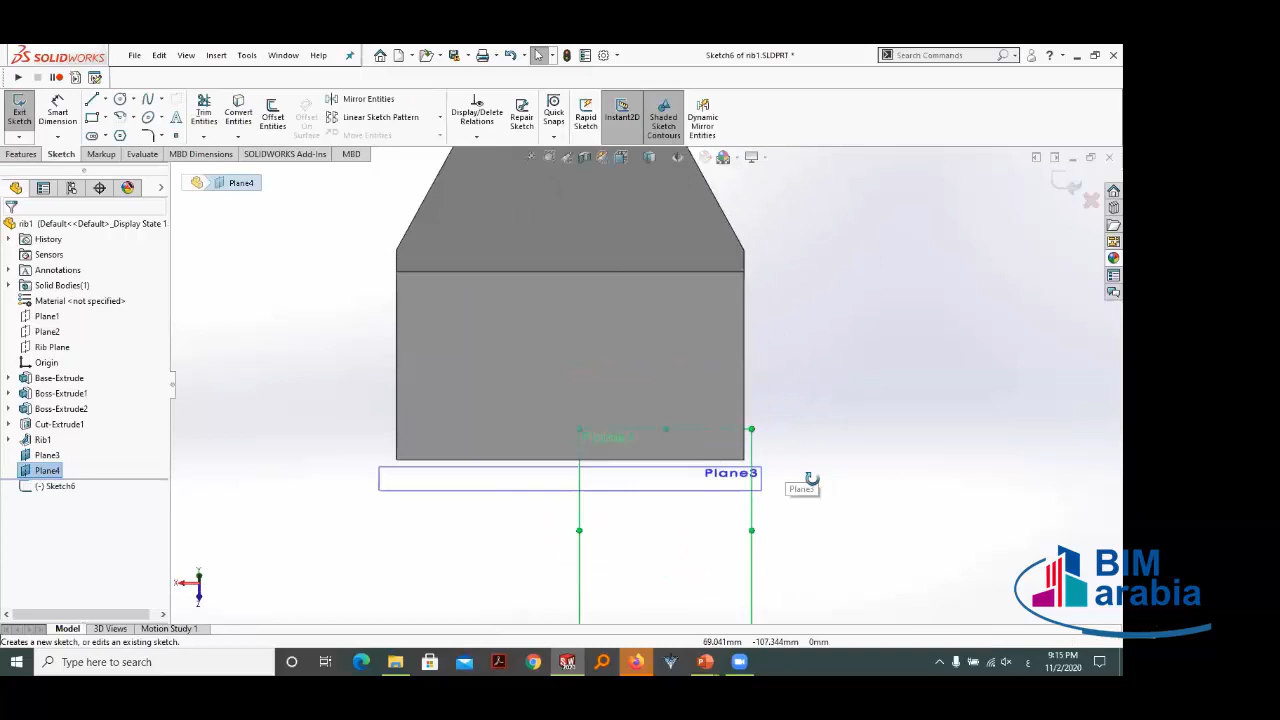 SOLIDWORKS
File
Edit
View
Insert
Tools
Window
Help
Sketch6 of rib1.SLDPRT *
Search Commands
Exit Sketch
Smart Dimension
Trim Entities
Convert Entities
Offset Entities
Offset On Surface
Mirror Entities
Linear Sketch Pattern
Move Entities
Display/Delete Relations
Repair Sketch
Quick Snaps
Rapid Sketch
Instant2D
Shaded Sketch Contours
Dynamic Mirror Entities
Features
Sketch
Markup
Evaluate
MBD Dimensions
SOLIDWORKS Add-Ins
MBD
Plane4
rib1 (Default<<Default>_Display State 1
History
Sensors
Annotations
Solid Bodies(1)
Material <not specified>
Plane1
Plane2
Rib Plane
Origin
Base-Extrude
Boss-Extrude1
Boss-Extrude2
Cut-Extrude1
Rib1
Plane3
Plane4
(-) Sketch6
Plane3
Plane3
X
Y
Z
BIM
arabia
Model
3D Views
Motion Study 1
Creates a new sketch, or edits an existing sketch.
69.041mm
-107.344mm
0mm
Type here to search
9:15 PM
11/2/2020